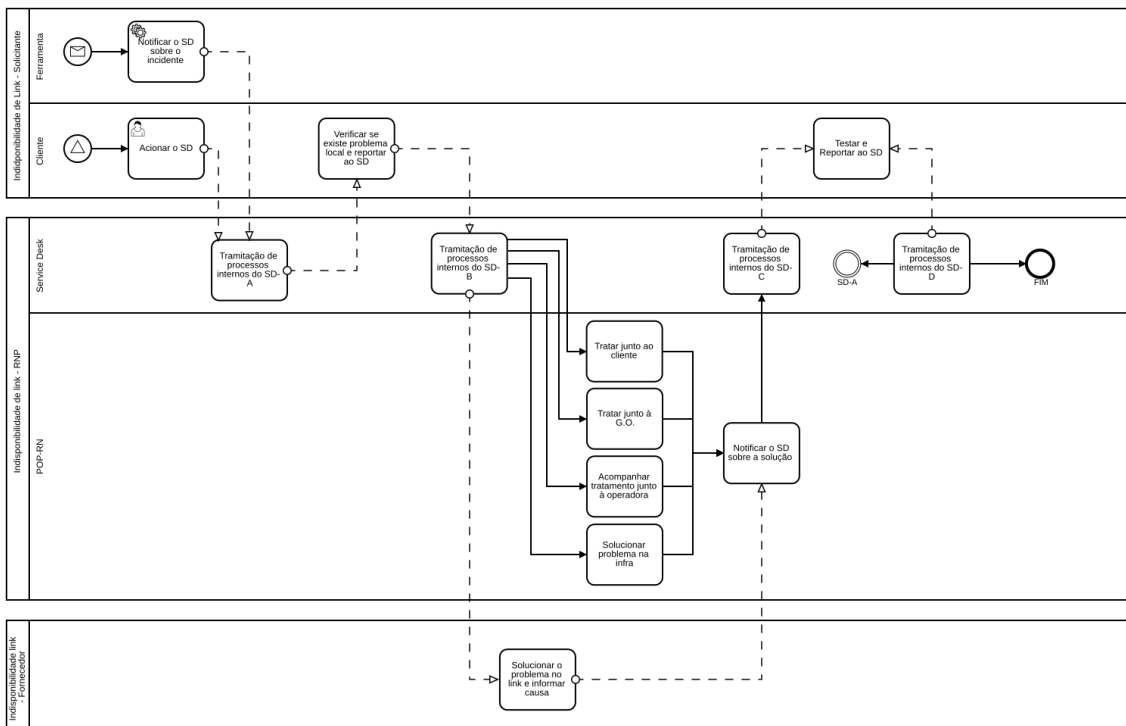 Indidponibilidade de Link - Solicitante
Ferramenta
Notificar o SD
sobre o
incidente
Cliente
Acionar o SD
Verificar se
existe problema
local e reportar
ao SD
Testar e
Reportar ao SD
Indisponibilidade de link - RNP
Service Desk
Tramitação de
processos
internos do SD-
A
Tramitação de
processos
internos do SD-
B
Tramitação de
processos
internos do SD-
C
SD-A
Tramitação de
processos
internos do SD-
D
FIM
POP-RN
Tratar junto ao
cliente
Tratar junto à
G.O.
Acompanhar
tratamento junto
à operadora
Solucionar
problema na
infra
Notificar o SD
sobre a solução
Indisponibilidade link
- Fornecedor
Solucionar o
problema no
link e informar
causa